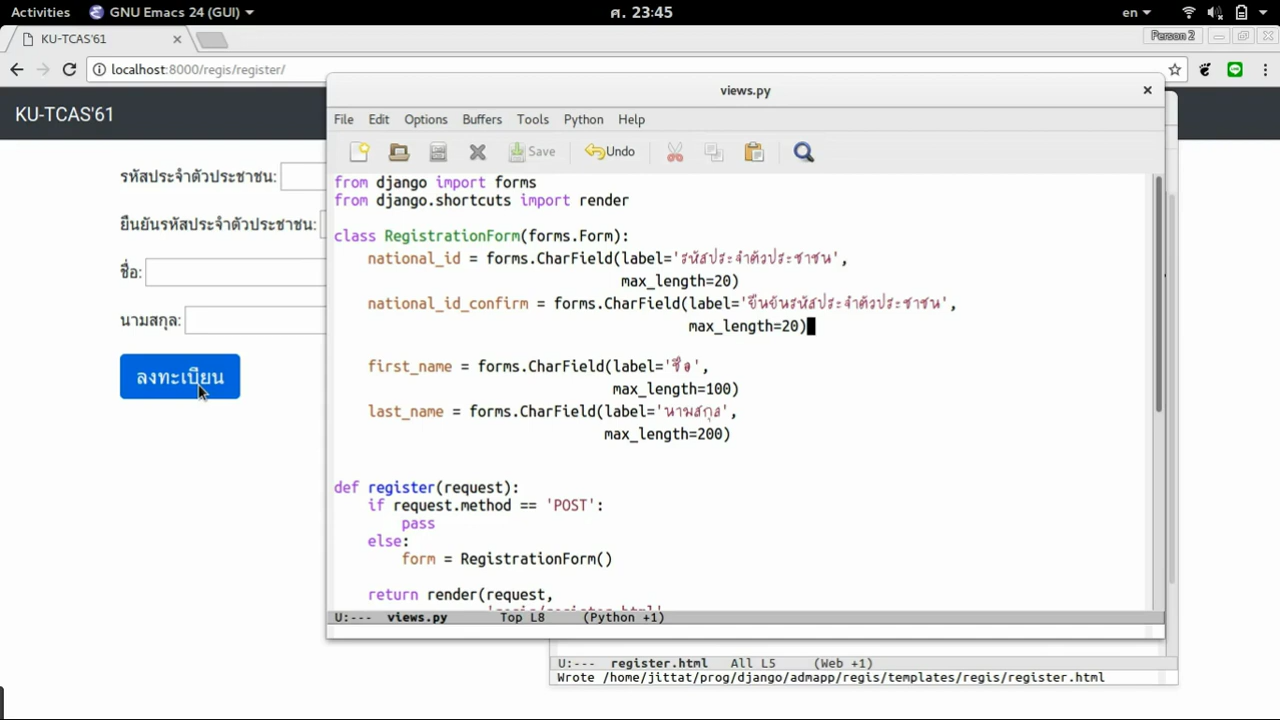 Activities GNU Emacs 24 (GUI) ศ. 23:45 en
KU-TCAS'61 Person 2
localhost:8000/regis/register/
KU-TCAS'61
รหัสประจำตัวประชาชน:
ยืนยันรหัสประจำตัวประชาชน:
ชื่อ:
นามสกุล:
ลงทะเบียน
views.py
File Edit Options Buffers Tools Python Help
Save Undo
from django import forms
from django.shortcuts import render
class RegistrationForm(forms.Form):
national_id = forms.CharField(label='รหัสประจำตัวประชาชน',
max_length=20)
national_id_confirm = forms.CharField(label='ยืนยันรหัสประจำตัวประชาชน',
max_length=20)
first_name = forms.CharField(label='ชื่อ',
max_length=100)
last_name = forms.CharField(label='นามสกุล',
max_length=200)
def register(request):
if request.method == 'POST':
pass
else:
form = RegistrationForm()
return render(request,
'regis/register.html'
U:--- views.py Top L8 (Python +1)
U:--- register.html All L5 (Web +1)
Wrote /home/jittat/prog/django/admapp/regis/templates/regis/register.html